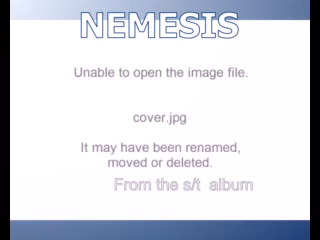 NEMESIS
Unable to open the image file.
cover.jpg
It may have been renamed,
moved or deleted.
From the s/t album